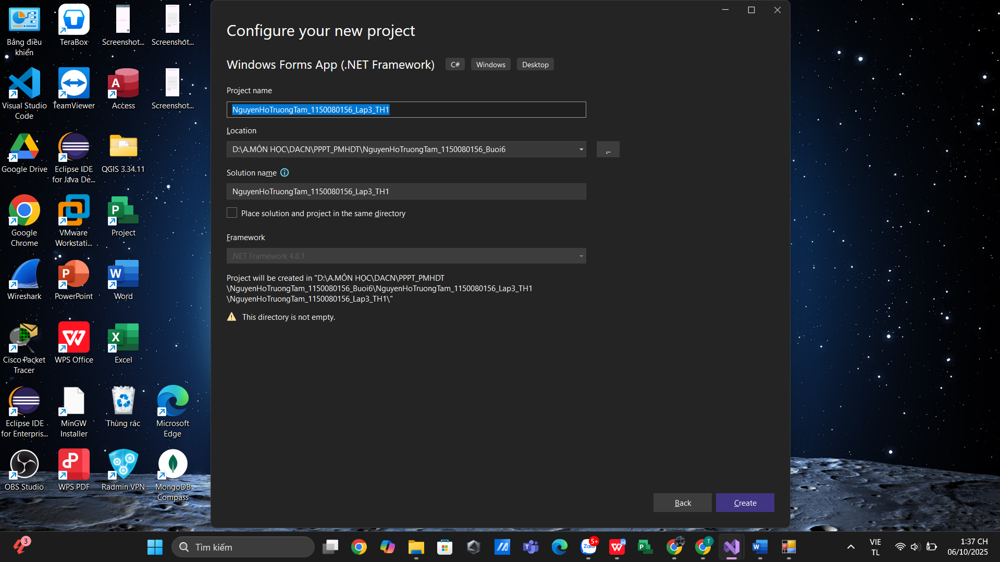 Bảng điều
khiển
TeraBox
Screenshot...
Screenshot...
Visual Studio
Code
TeamViewer
Access
Screenshot...
Google Drive
Eclipse IDE
for Java De...
QGIS 3.34.11
Google
Chrome
VMware
Workstati...
Project
Wireshark
PowerPoint
Word
Cisco Packet
Tracer
WPS Office
Excel
Eclipse IDE
for Enterpris...
MinGW
Installer
Thùng rác
Microsoft
Edge
OBS Studio
WPS PDF
Radmin VPN
MongoDB
Compass
Configure your new project
Windows Forms App (.NET Framework) C# Windows Desktop
Project name
NguyenHoTruongTam_1150080156_Lap3_TH1
Location
D:\A.MÔN HỌC\DACN\PPPT_PMHDT\NguyenHoTruongTam_1150080156_Buoi6
...
Solution name
NguyenHoTruongTam_1150080156_Lap3_TH1
Place solution and project in the same directory
Framework
.NET Framework 4.8.1
Project will be created in "D:\A.MÔN HỌC\DACN\PPPT_PMHDT
\NguyenHoTruongTam_1150080156_Buoi6\NguyenHoTruongTam_1150080156_Lap3_TH1
\NguyenHoTruongTam_1150080156_Lap3_TH1\"
This directory is not empty.
Back
Create
3
Tìm kiếm
Zalo
5+
T
VIE
TL
1:37 CH
06/10/2025